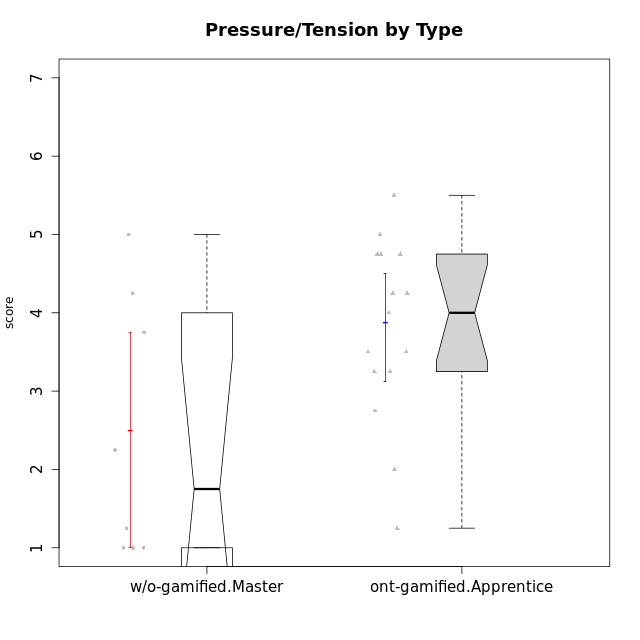 Pressure/Tension by Type
7
6
5
4
3
2
1
score
w/o-gamified.Master
ont-gamified.Apprentice